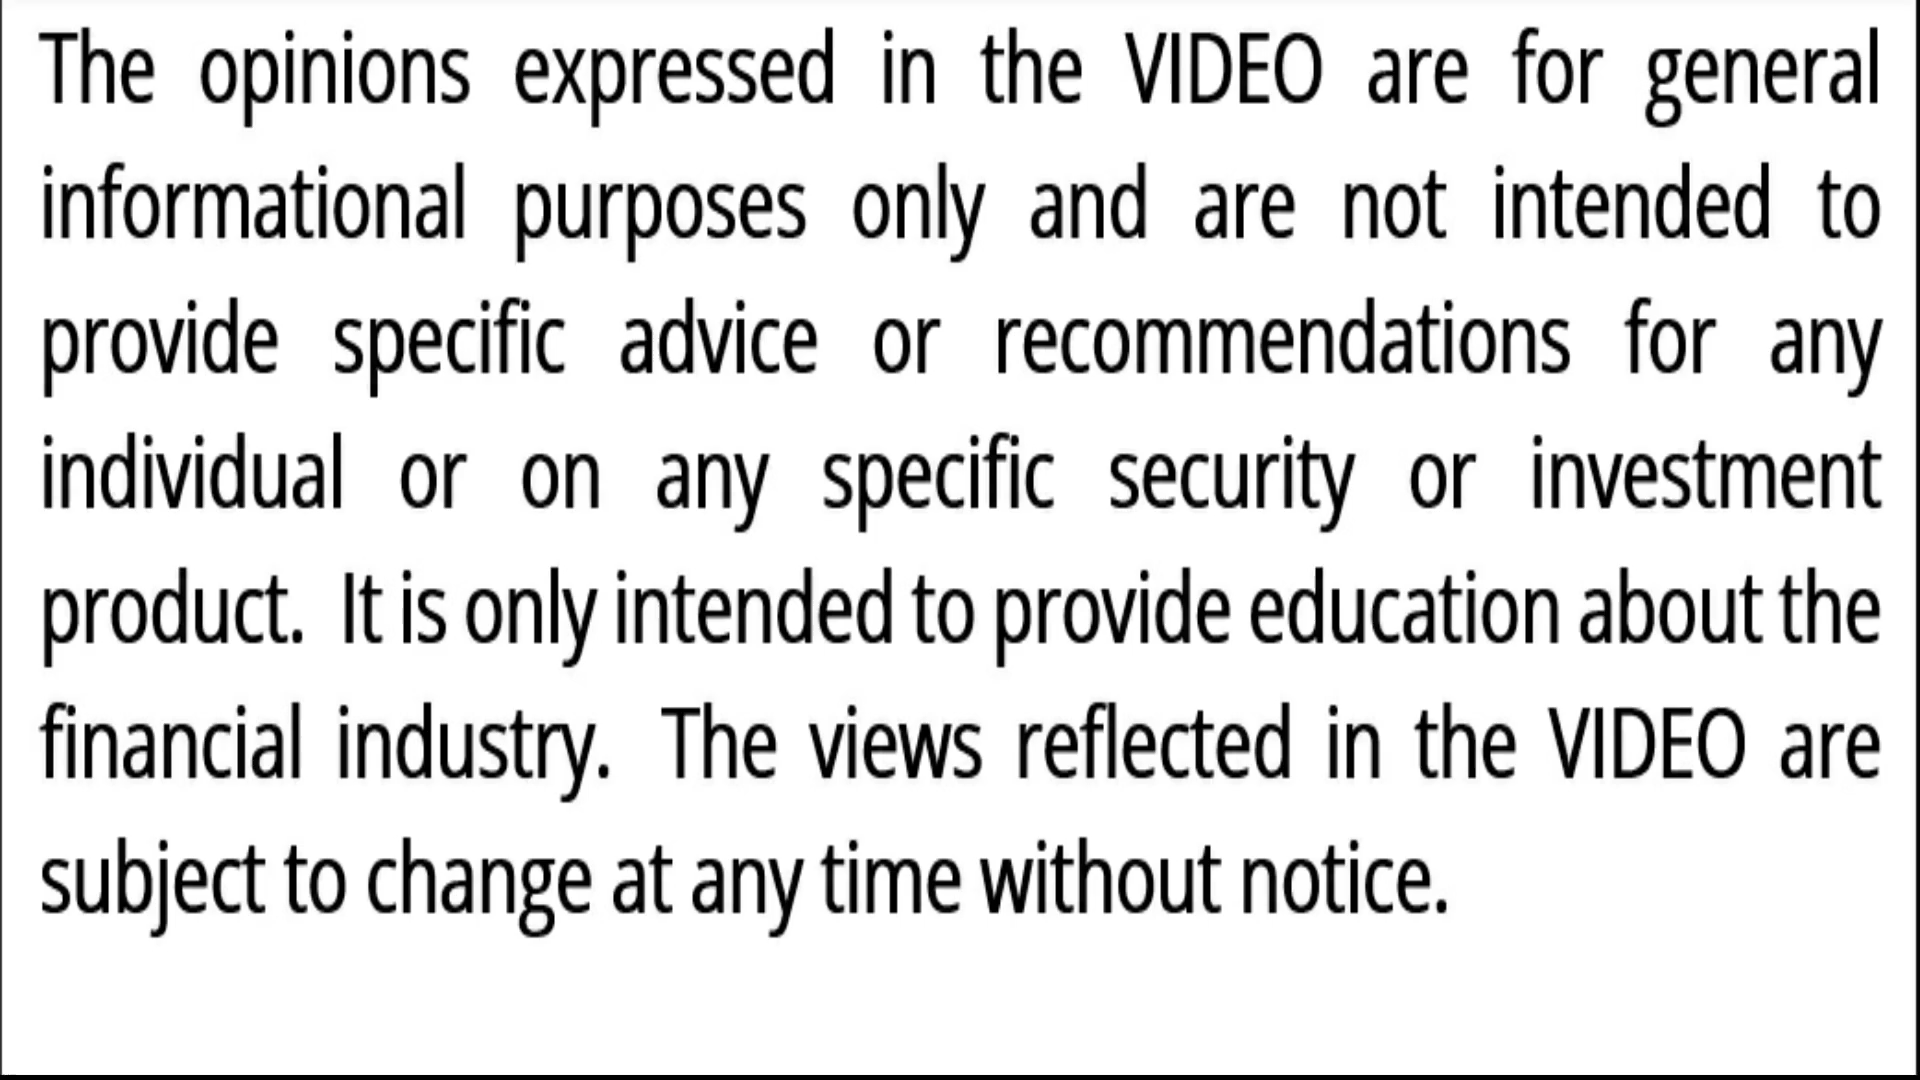 The opinions expressed in the VIDEO are for general
informational purposes only and are not intended to
provide specific advice or recommendations for any
individual or on any specific security or investment
product.  It is only intended to provide education about the
financial industry.  The views reflected in the VIDEO are
subject to change at any time without notice.